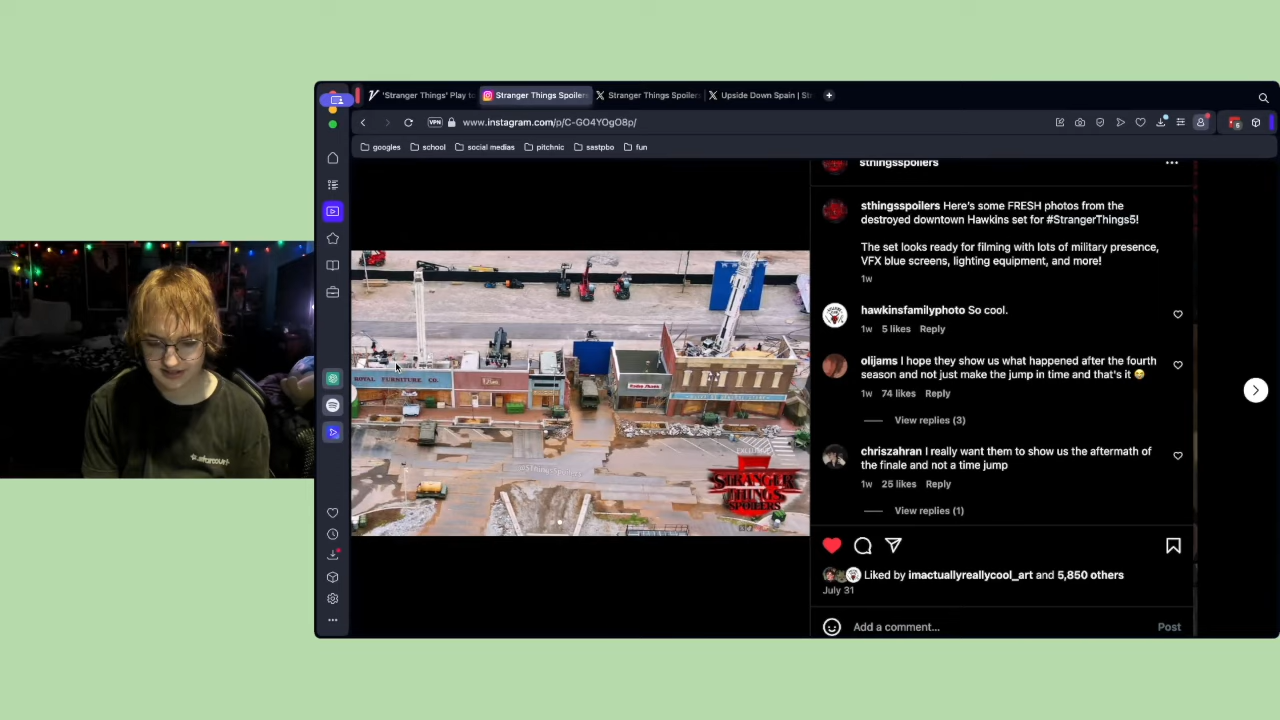 'Stranger Things' Play to
Stranger Things Spoilers
Stranger Things Spoilers
Upside Down Spain | St
VPN
www.instagram.com/p/C-GO4YOgO8p/
googles
school
social medias
pitchnic
sastpbo
fun
sthingsspoilers
sthingsspoilers Here's some FRESH photos from the
destroyed downtown Hawkins set for #StrangerThings5!
The set looks ready for filming with lots of military presence,
VFX blue screens, lighting equipment, and more!
1w
hawkinsfamilyphoto So cool.
1w 5 likes Reply
olijams I hope they show us what happened after the fourth
season and not just make the jump in time and that's it 😅
1w 74 likes Reply
View replies (3)
chriszahran I really want them to show us the aftermath of
the finale and not a time jump
1w 25 likes Reply
View replies (1)
Liked by imactuallyreallycool_art and 5,850 others
July 31
Add a comment...
Post
ROYAL FURNITURE CO.
Radio Shack
STRANGER
THINGS
SPOILERS
starcourt